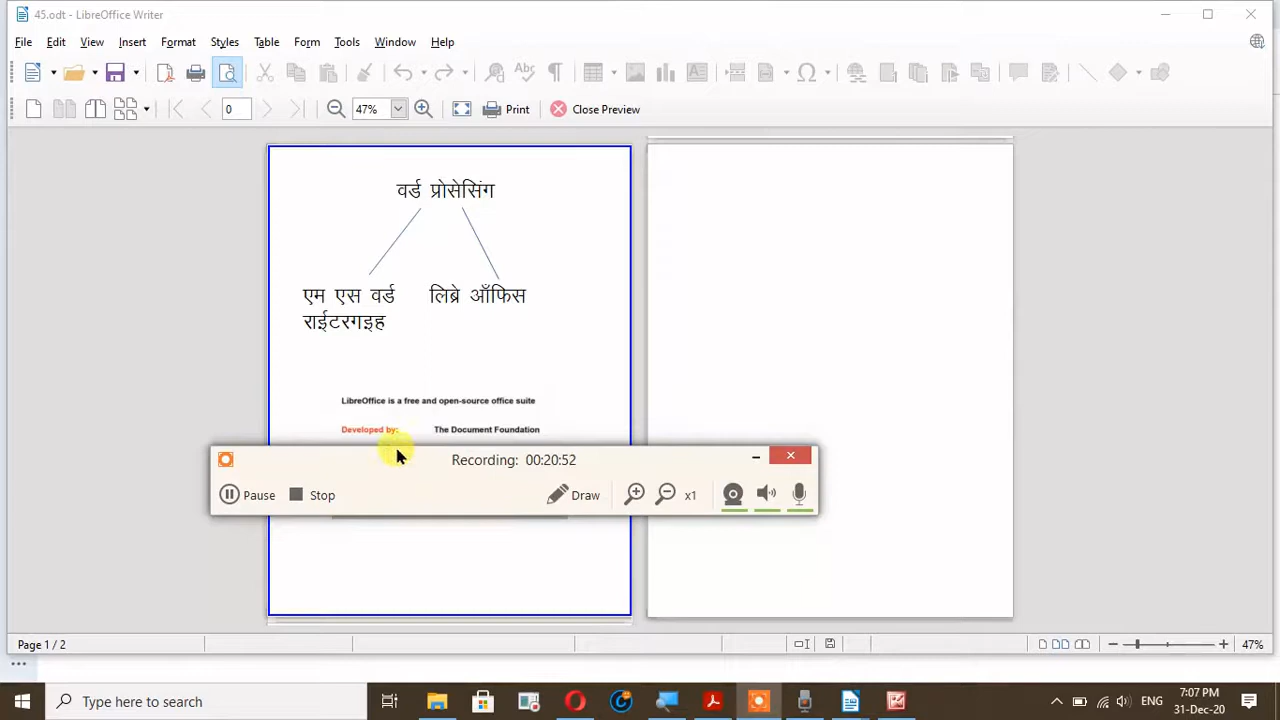 45.odt - LibreOffice Writer
File Edit View Insert Format Styles Table Form Tools Window Help
0 47% Print Close Preview
वर्ड प्रोसेसिंग
एम एस वर्ड लिब्रे ऑफिस
राईटरगइह
LibreOffice is a free and open-source office suite
Developed by: The Document Foundation
Recording: 00:20:52
Pause Stop Draw x1
Page 1 / 2 47%
Type here to search ENG 7:07 PM
31-Dec-20